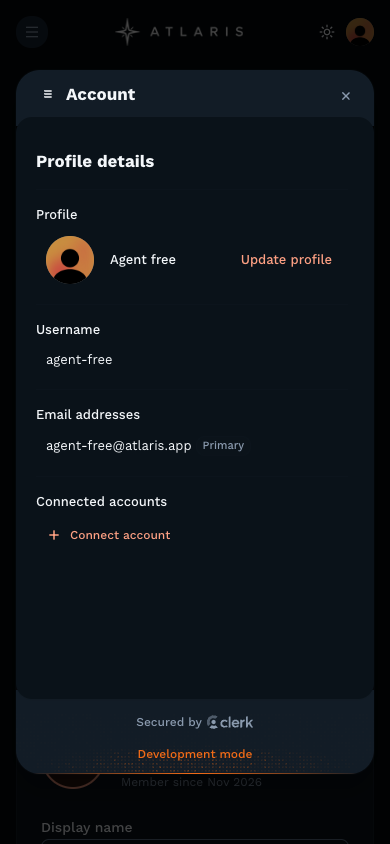 ATLARIS
Account
Profile details
Profile
Agent free
Update profile
Username
agent-free
Email addresses
agent-free@atlaris.app Primary
Connected accounts
+ Connect account
Secured by clerk
Development mode
Member since Nov 2026
Display name